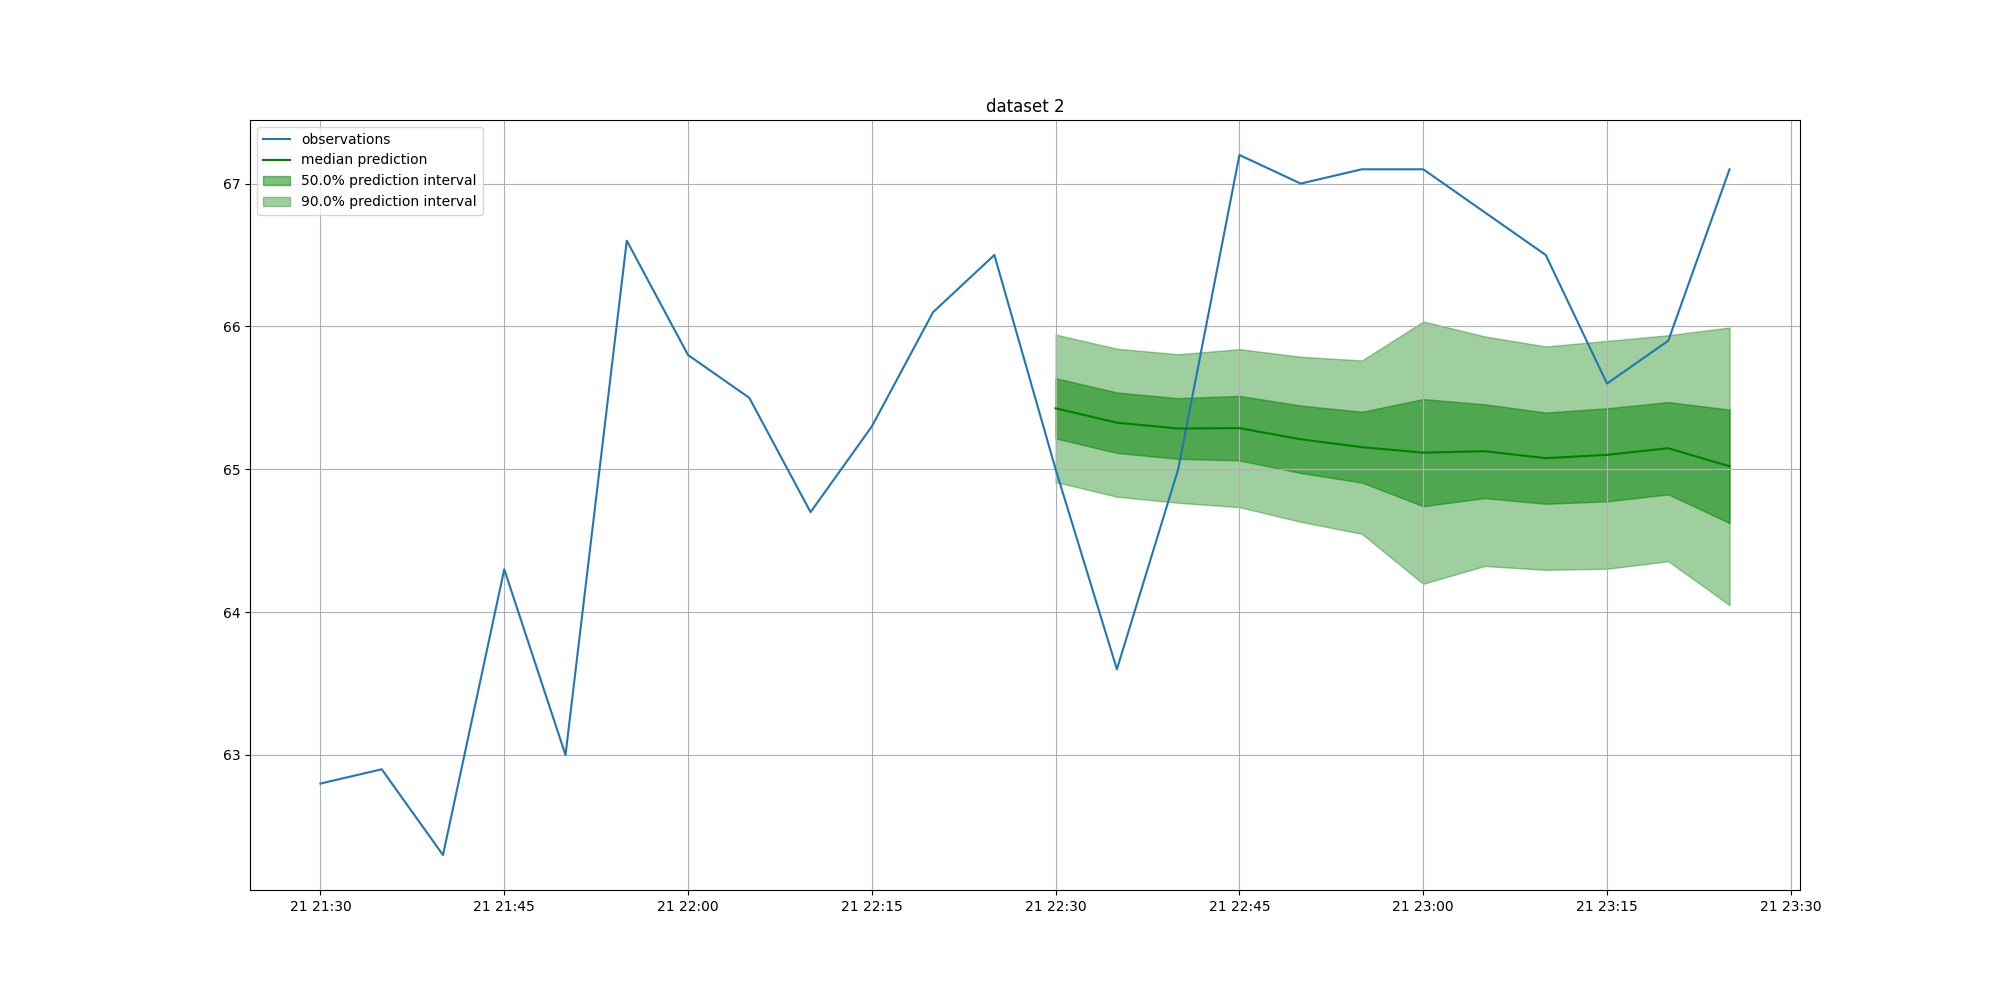 dataset 2
observations
median prediction
50.0% prediction interval
90.0% prediction interval
67
66
65
64
63
21 21:30
21 21:45
21 22:00
21 22:15
21 22:30
21 22:45
21 23:00
21 23:15
21 23:30